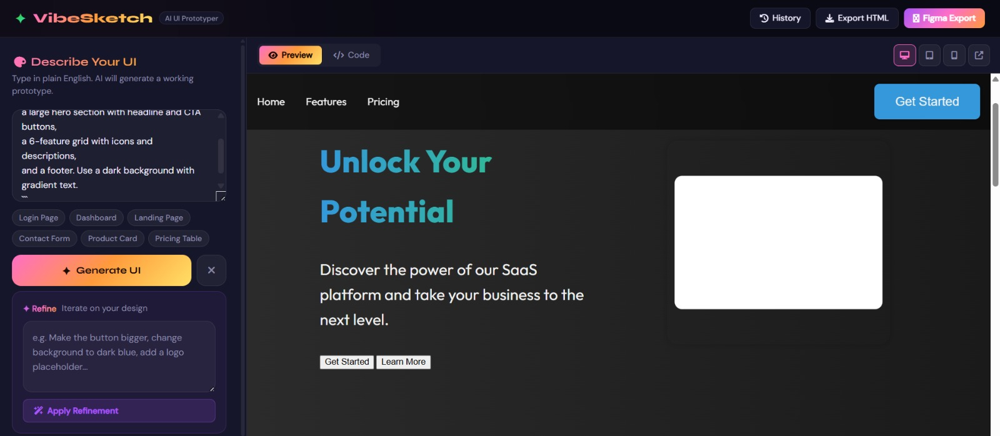 VibeSketch
AI UI Prototyper
History
Export HTML
Figma Export
Describe Your UI
Type in plain English. AI will generate a working
prototype.
a large hero section with headline and CTA
buttons,
a 6-feature grid with icons and
descriptions,
and a footer. Use a dark background with
gradient text.
Login Page
Dashboard
Landing Page
Contact Form
Product Card
Pricing Table
Generate UI
Refine Iterate on your design
e.g. Make the button bigger, change
background to dark blue, add a logo
placeholder...
Apply Refinement
Preview
</> Code
Home
Features
Pricing
Get Started
Unlock Your
Potential
Discover the power of our SaaS
platform and take your business to the
next level.
Get Started
Learn More